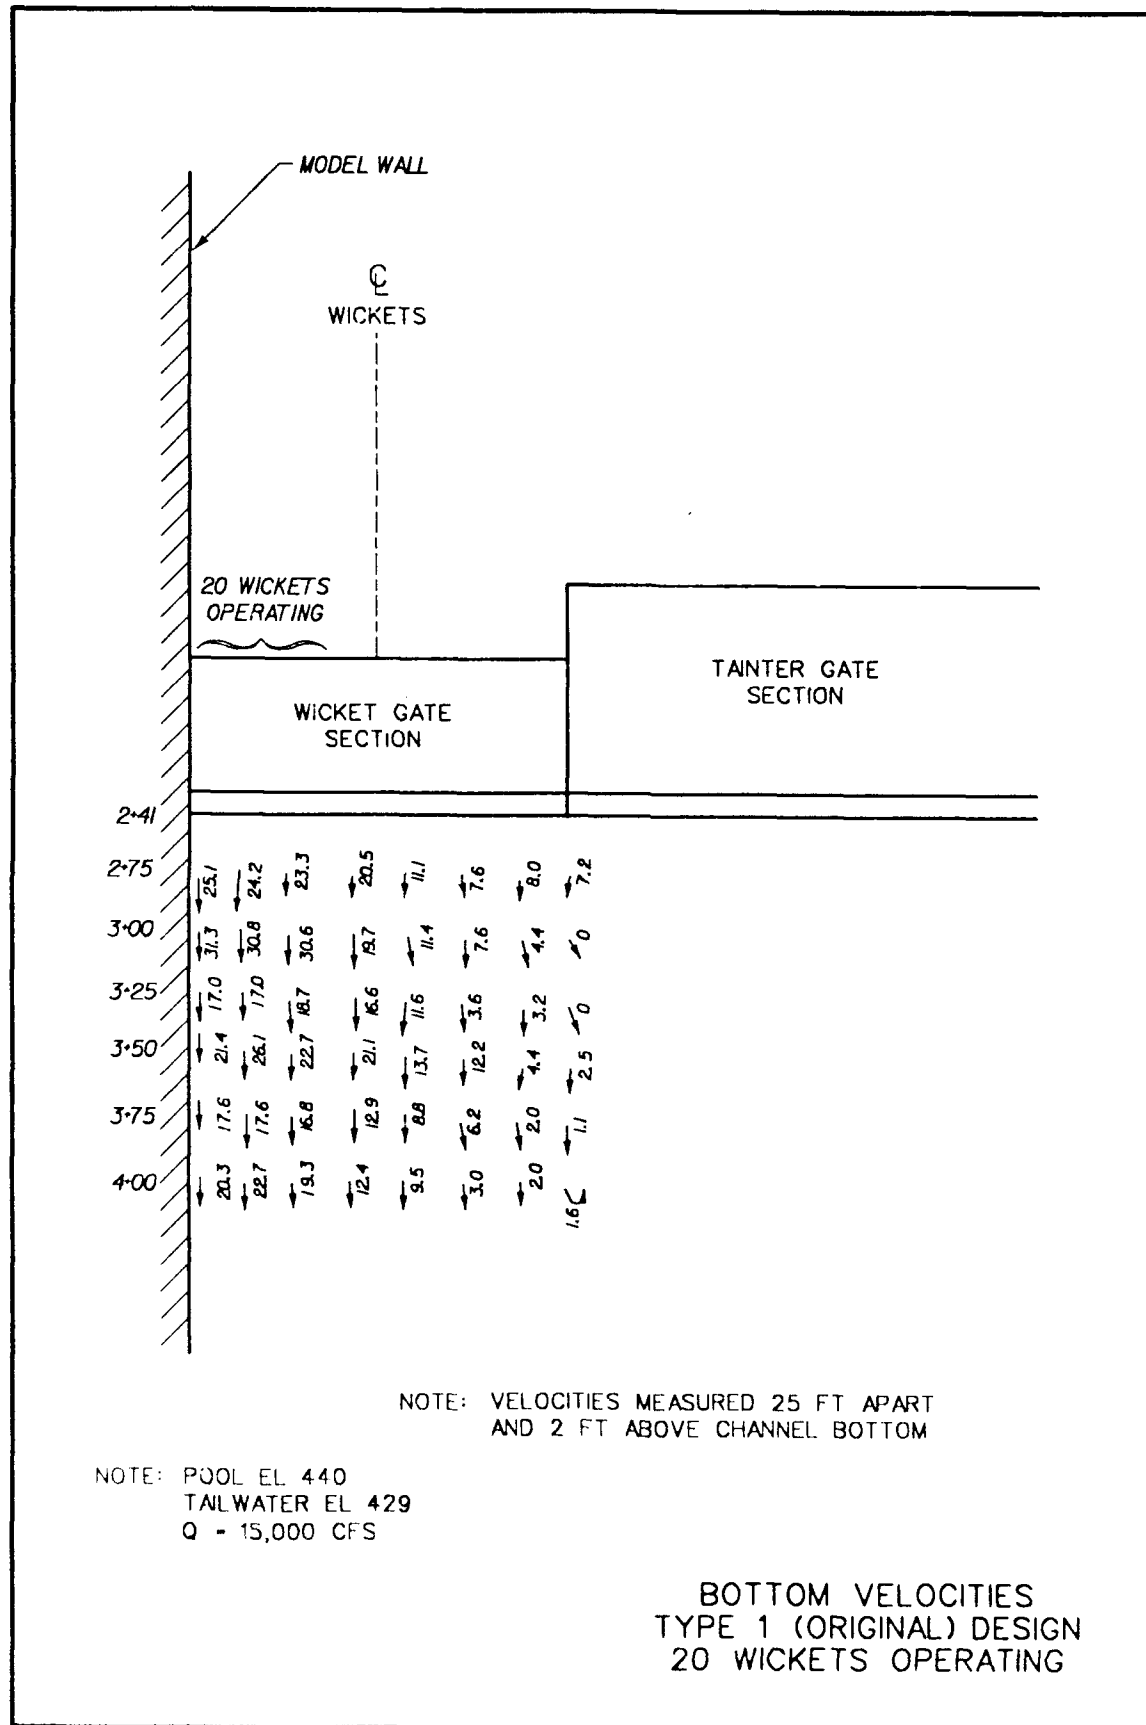 MODEL WALL
℄
WICKETS
20 WICKETS
OPERATING
TAINTER GATE
SECTION
WICKET GATE
SECTION
2+41
2+75 25.1 24.2 23.3 20.5 11.1 7.6 8.0 7.2
3+00 31.3 30.8 30.6 19.7 11.4 7.6 4.4 0
3+25 17.0 17.0 18.7 16.6 11.6 3.6 3.2 0
3+50 21.4 26.1 22.7 21.1 13.7 12.2 4.4 2.5
3+75 17.6 17.6 16.8 12.9 8.8 6.2 2.0 1.1
4+00 20.3 22.7 19.3 12.4 9.5 3.0 2.0 1.6
NOTE: VELOCITIES MEASURED 25 FT APART
AND 2 FT ABOVE CHANNEL BOTTOM
NOTE: POOL EL 440
TAILWATER EL 429
Q = 15,000 CFS
BOTTOM VELOCITIES
TYPE 1 (ORIGINAL) DESIGN
20 WICKETS OPERATING